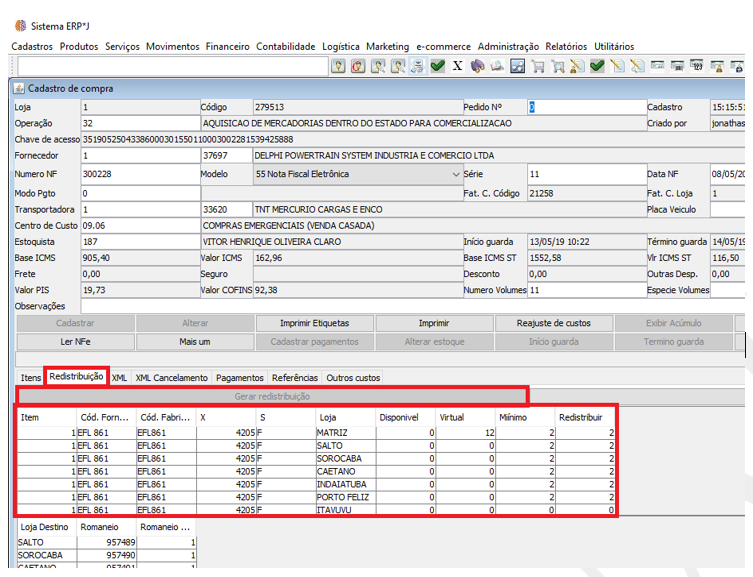 Sistema ERP*J
Cadastros Produtos Serviços Movimentos Financeiro Contabilidade Logística Marketing e-commerce Administração Relatórios Utilitários
Cadastro de compra
Loja 1 Código 279513 Pedido Nº 0 Cadastro 15:15:51
Operação 32 AQUISICAO DE MERCADORIAS DENTRO DO ESTADO PARA COMERCIALIZACAO Criado por jonathas
Chave de acesso 35190525043386000301550110003002281539425888
Fornecedor 1 37697 DELPHI POWERTRAIN SYSTEM INDUSTRIA E COMERCIO LTDA
Numero NF 300228 Modelo 55 Nota Fiscal Eletrônica Série 11 Data NF 08/05/20
Modo Pgto 0 Fat. C. Código 21258 Fat. C. Loja 1
Transportadora 1 33620 TNT MERCURIO CARGAS E ENCO Placa Veiculo
Centro de Custo 09.06 COMPRAS EMERGENCIAIS (VENDA CASADA)
Estoquista 187 VITOR HENRIQUE OLIVEIRA CLARO Início guarda 13/05/19 10:22 Término guarda 14/05/19
Base ICMS 905,40 Valor ICMS 162,96 Base ICMS ST 1552,58 Vlr ICMS ST 116,50
Frete 0,00 Seguro Desconto 0,00 Outras Desp. 0,00
Valor PIS 19,73 Valor COFINS 92,38 Numero Volumes 11 Especie Volumes
Observações
Cadastrar Alterar Imprimir Etiquetas Imprimir Reajuste de custos Exibir Acúmulo
Ler NFe Mais um Cadastrar pagamentos Alterar estoque Início guarda Termino guarda
Itens Redistribuição XML XML Cancelamento Pagamentos Referências Outros custos
Gerar redistribuição
Item Cód. Forn... Cód. Fabri... X S Loja Disponivel Virtual Mínimo Redistribuir
1 EFL 861 EFL861 4205 F MATRIZ 0 12 2 2
1 EFL 861 EFL861 4205 F SALTO 0 0 2 2
1 EFL 861 EFL861 4205 F SOROCABA 0 0 2 2
1 EFL 861 EFL861 4205 F CAETANO 0 0 2 2
1 EFL 861 EFL861 4205 F INDAIATUBA 0 0 2 2
1 EFL 861 EFL861 4205 F PORTO FELIZ 0 0 2 2
1 EFL 861 EFL861 4205 F ITAVUVU 0 0 0 0
Loja Destino Romaneio Romaneio ...
SALTO 957489 1
SOROCABA 957490 1
CAETANO 957491 1